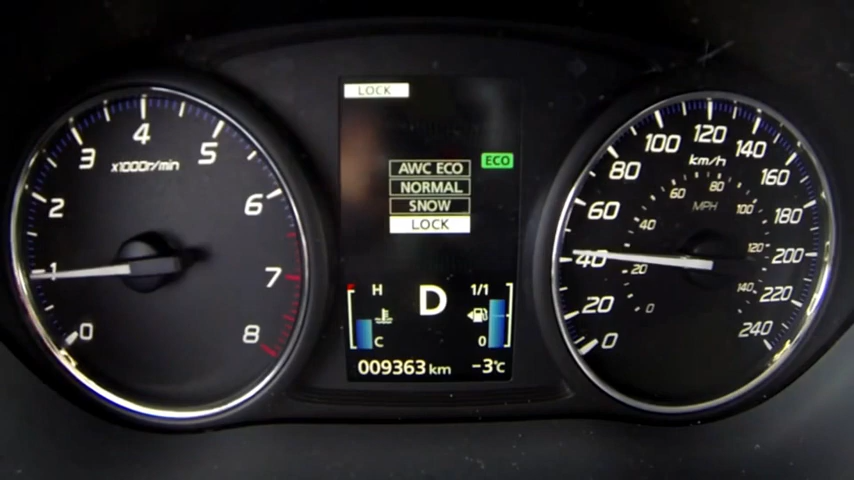 0
1
2
3
4
5
6
7
8
x1000r/min
LOCK
ECO
AWC ECO
NORMAL
SNOW
LOCK
H
C
D
1/1
0
009363 km
-3°C
0
20
40
60
80
100
120
140
160
180
200
220
240
km/h
0
20
40
60
80
100
120
140
MPH